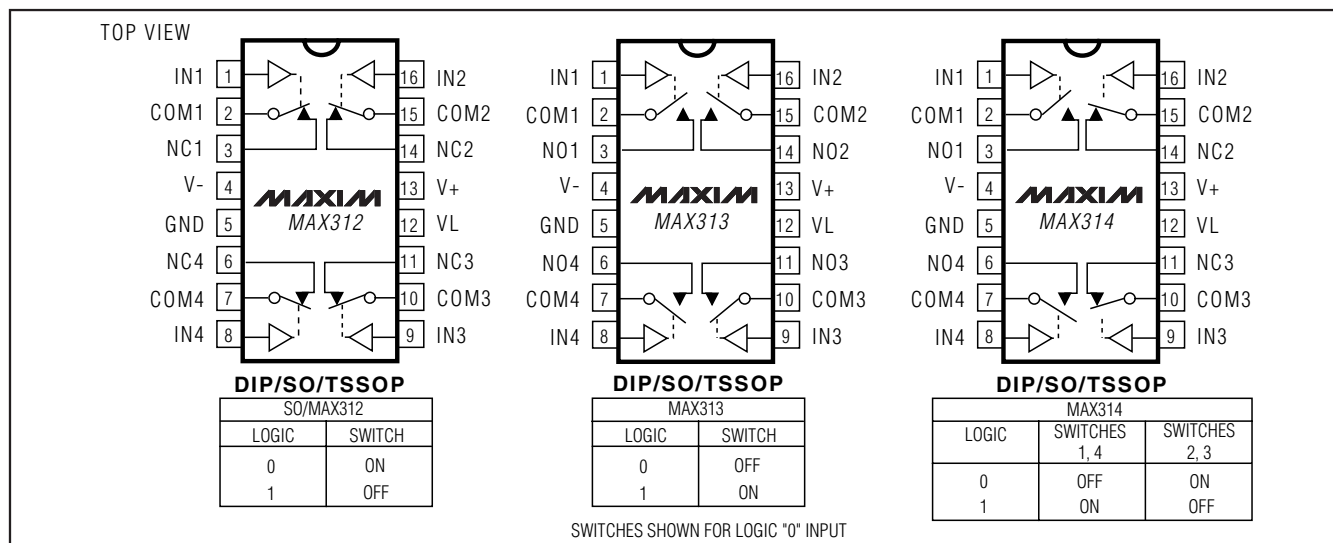 TOP VIEW
IN1 1 16 IN2
COM1 2 15 COM2
NC1 3 14 NC2
V- 4 13 V+
GND 5 12 VL
NC4 6 11 NC3
COM4 7 10 COM3
IN4 8 9 IN3
MAXIM
MAX312
DIP/SO/TSSOP
SO/MAX312
LOGIC SWITCH
0 ON
1 OFF
IN1 1 16 IN2
COM1 2 15 COM2
NO1 3 14 NO2
V- 4 13 V+
GND 5 12 VL
NO4 6 11 NO3
COM4 7 10 COM3
IN4 8 9 IN3
MAXIM
MAX313
DIP/SO/TSSOP
MAX313
LOGIC SWITCH
0 OFF
1 ON
IN1 1 16 IN2
COM1 2 15 COM2
NO1 3 14 NC2
V- 4 13 V+
GND 5 12 VL
NO4 6 11 NC3
COM4 7 10 COM3
IN4 8 9 IN3
MAXIM
MAX314
DIP/SO/TSSOP
MAX314
LOGIC SWITCHES 1, 4 SWITCHES 2, 3
0 OFF ON
1 ON OFF
SWITCHES SHOWN FOR LOGIC "0" INPUT